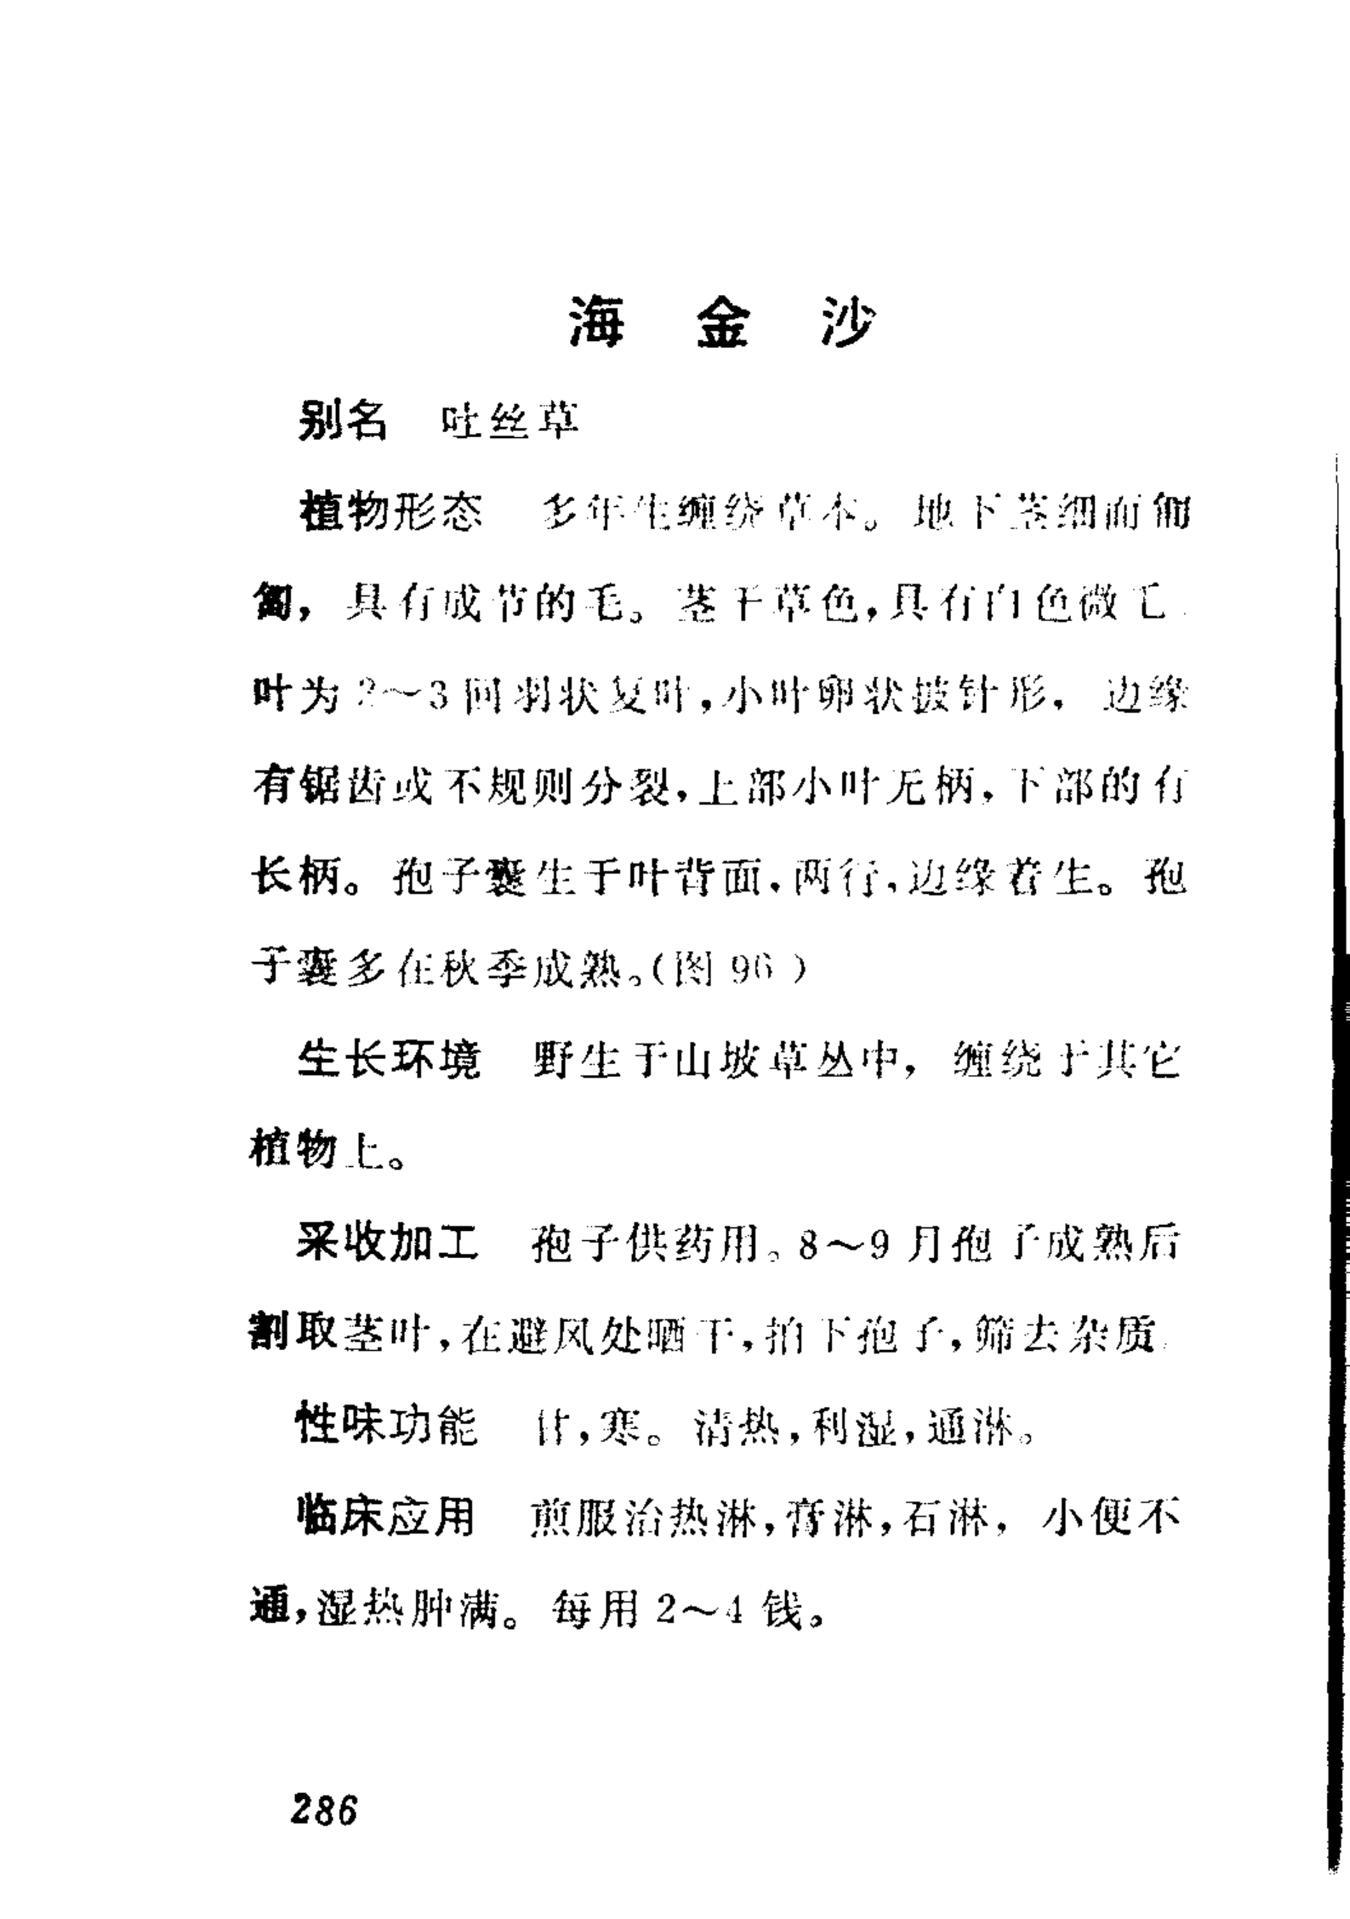 海金沙
别名 吐丝草
植物形态 多年生缠绕草本。地下茎细而匍
匐，具有成节的毛。茎干草色，具有白色微毛
叶为2～3回羽状复叶，小叶卵状披针形，边缘
有锯齿或不规则分裂，上部小叶无柄，下部的有
长柄。孢子囊生于叶背面，两行，边缘着生。孢
子囊多在秋季成熟。（图96）
生长环境 野生于山坡草丛中，缠绕于其它
植物上。
采收加工 孢子供药用。8～9月孢子成熟后
割取茎叶，在避风处晒干，拍下孢子，筛去杂质
性味功能 甘，寒。清热，利湿，通淋。
临床应用 煎服治热淋，膏淋，石淋，小便不
通，湿热肿满。每用2～4钱。
286